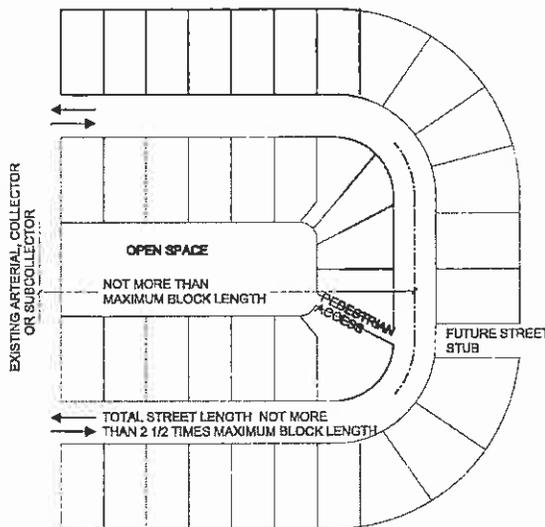 EXISTING ARTERIAL, COLLECTOR
OR SUBCOLLECTOR
OPEN SPACE
NOT MORE THAN
MAXIMUM BLOCK LENGTH
PEDESTRIAN
ACCESS
FUTURE STREET
STUB
TOTAL STREET LENGTH NOT MORE
THAN 2 1/2 TIMES MAXIMUM BLOCK LENGTH